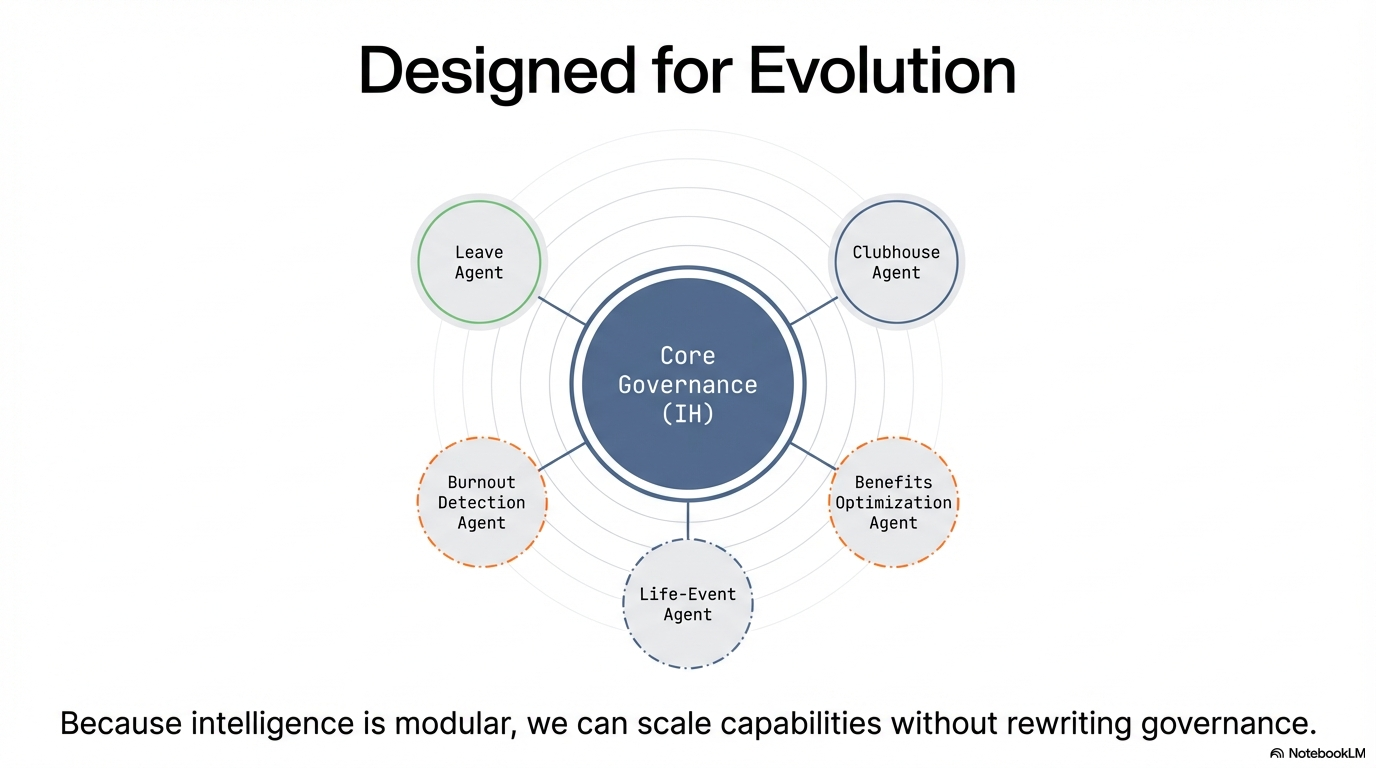 Designed for Evolution
Leave
Agent
Clubhouse
Agent
Core
Governance
(IH)
Burnout
Detection
Agent
Benefits
Optimization
Agent
Life-Event
Agent
Because intelligence is modular, we can scale capabilities without rewriting governance.
NotebookLM